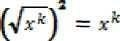 (√x^k)^2 = x^k